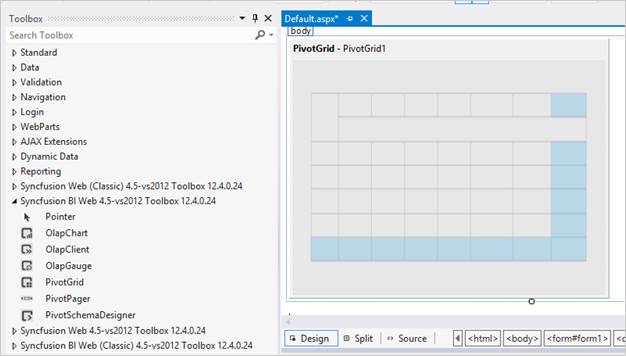 Toolbox
Search Toolbox
Standard
Data
Validation
Navigation
Login
WebParts
AJAX Extensions
Dynamic Data
Reporting
Syncfusion Web (Classic) 4.5-vs2012 Toolbox 12.4.0.24
Syncfusion BI Web 4.5-vs2012 Toolbox 12.4.0.24
Pointer
OlapChart
OlapClient
OlapGauge
PivotGrid
PivotPager
PivotSchemaDesigner
Syncfusion Web 4.5-vs2012 Toolbox 12.4.0.24
Syncfusion BI Web (Classic) 4.5-vs2012 Toolbox 12.4.0.24
Default.aspx*
body
PivotGrid - PivotGrid1
Design Split Source <html> <body> <form#form1>